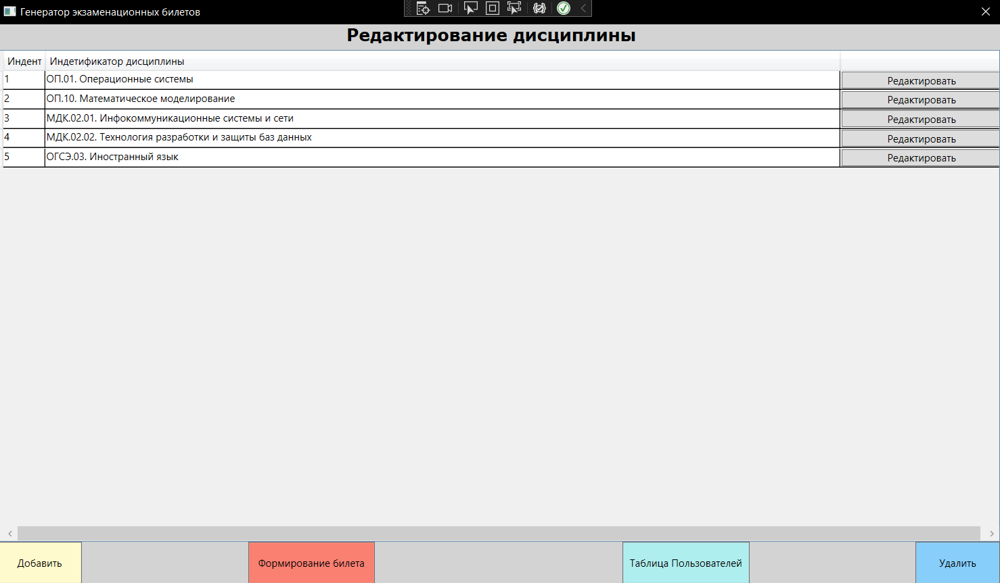 Генератор экзаменационных билетов
Редактирование дисциплины
Индент Индетификатор дисциплины
1 ОП.01. Операционные системы Редактировать
2 ОП.10. Математическое моделирование Редактировать
3 МДК.02.01. Инфокоммуникационные системы и сети Редактировать
4 МДК.02.02. Технология разработки и защиты баз данных Редактировать
5 ОГСЭ.03. Иностранный язык Редактировать
Добавить Формирование билета Таблица Пользователей Удалить